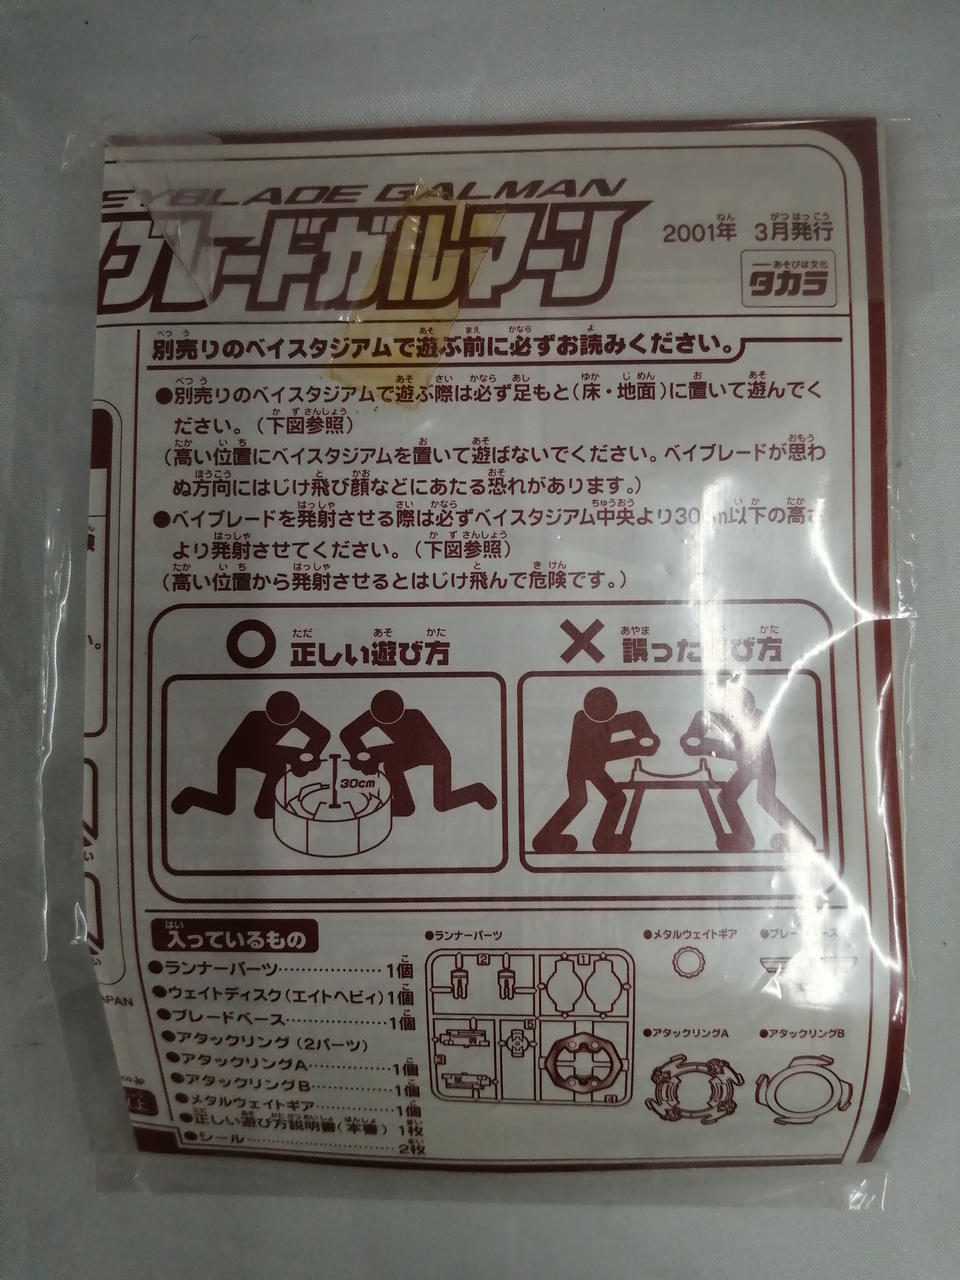 EYBLADE GALMAN
ブレードガルマーン
2001年 3月発行
あそびは文化
タカラ
別売りのベイスタジアムで遊ぶ前に必ずお読みください。
●別売りのベイスタジアムで遊ぶ際は必ず足もと(床・地面)に置いて遊んでく
ださい。(下図参照)
(高い位置にベイスタジアムを置いて遊ばないでください。ベイブレードが思わ
ぬ方向にはじけ飛び顔などにあたる恐れがあります。)
●ベイブレードを発射させる際は必ずベイスタジアム中央より30cm以下の高さ
より発射させてください。(下図参照)
(高い位置から発射させるとはじけ飛んで危険です。)
○ 正しい遊び方
× 誤った遊び方
30cm
入っているもの
●ランナーパーツ……………1個
●ウェイトディスク(エイトヘビィ)1個
●ブレードベース……………1個
●アタックリング(2パーツ)
●アタックリングA……………1個
●アタックリングB……………1個
●メタルウェイトギア…………1個
●正しい遊び方説明書(本書) 1枚
●シール……………2枚
●ランナーパーツ
2
1
5
3
4
●メタルウェイトギア
●ブレードベース
●アタックリングA
●アタックリングB
APAN
co.jp